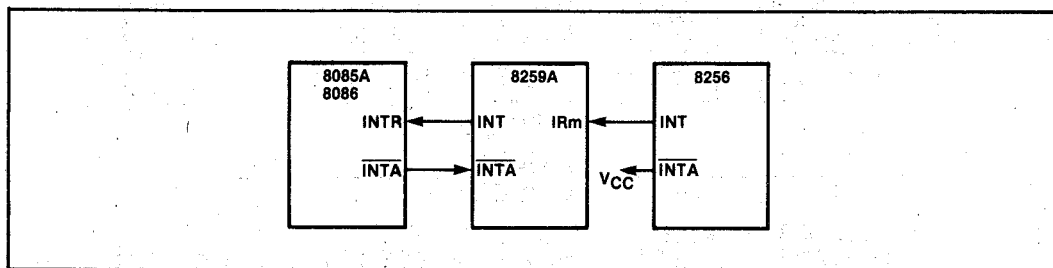 8085A
8086
8259A
8256
INTR
INT
IRm
INT
INTA
INTA
VCC
INTA